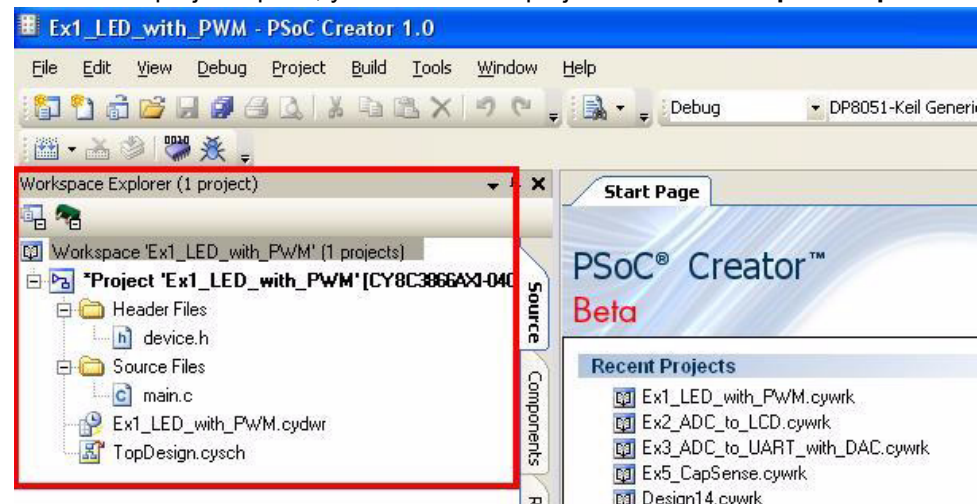 Ex1_LED_with_PWM - PSoC Creator 1.0
File Edit View Debug Project Build Tools Window Help
Debug DP8051-Keil Generic
Workspace Explorer (1 project)
Workspace 'Ex1_LED_with_PWM' (1 projects)
*Project 'Ex1_LED_with_PWM' [CY8C3866AXI-040
Header Files
device.h
Source Files
main.c
Ex1_LED_with_PWM.cydwr
TopDesign.cysch
Source
Components
Start Page
PSoC® Creator™
Beta
Recent Projects
Ex1_LED_with_PWM.cywrk
Ex2_ADC_to_LCD.cywrk
Ex3_ADC_to_UART_with_DAC.cywrk
Ex5_CapSense.cywrk
Design14.cywrk